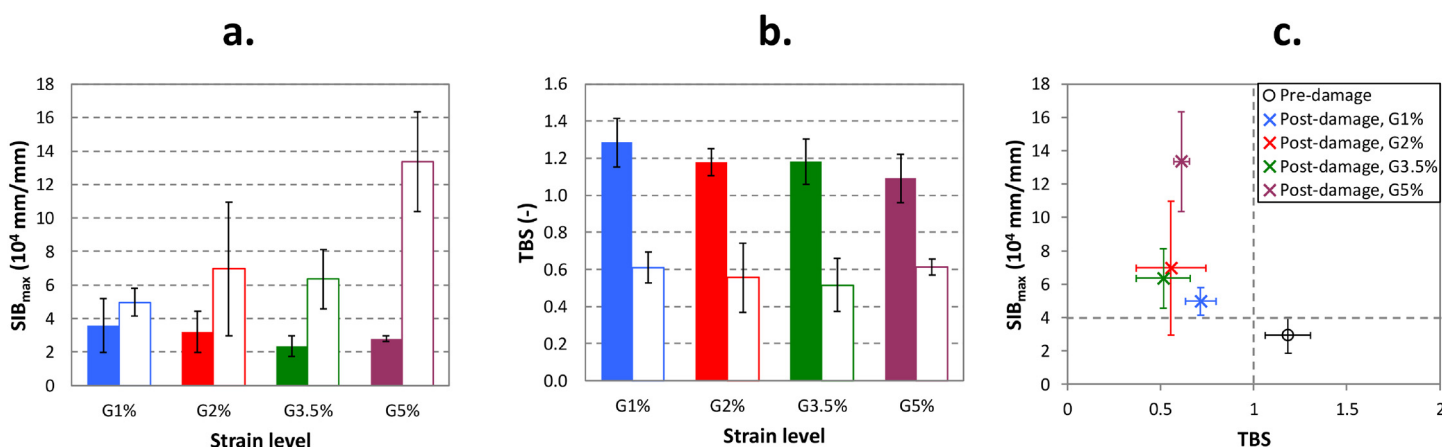 a.
SIBmax (10⁴ mm/mm)
18
16
14
12
10
8
6
4
2
0
G1% G2% G3.5% G5%
Strain level
b.
TBS (-)
1.6
1.4
1.2
1.0
0.8
0.6
0.4
0.2
0.0
G1% G2% G3.5% G5%
Strain level
c.
SIBmax (10⁴ mm/mm)
18
16
14
12
10
8
6
4
2
0
Pre-damage
Post-damage, G1%
Post-damage, G2%
Post-damage, G3.5%
Post-damage, G5%
0 0.5 1 1.5 2
TBS